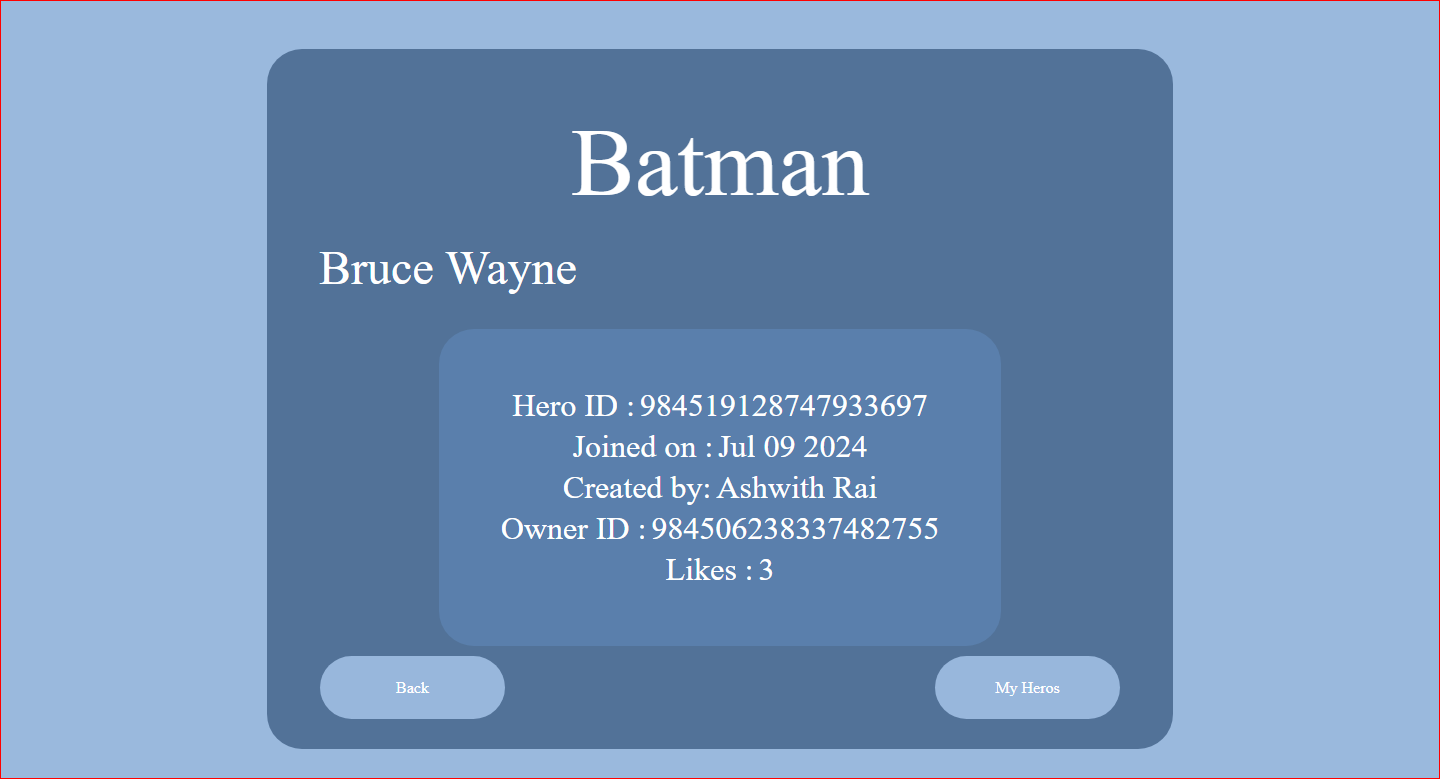 Batman
Bruce Wayne
Hero ID : 984519128747933697
Joined on : Jul 09 2024
Created by: Ashwith Rai
Owner ID : 984506238337482755
Likes : 3
Back
My Heros